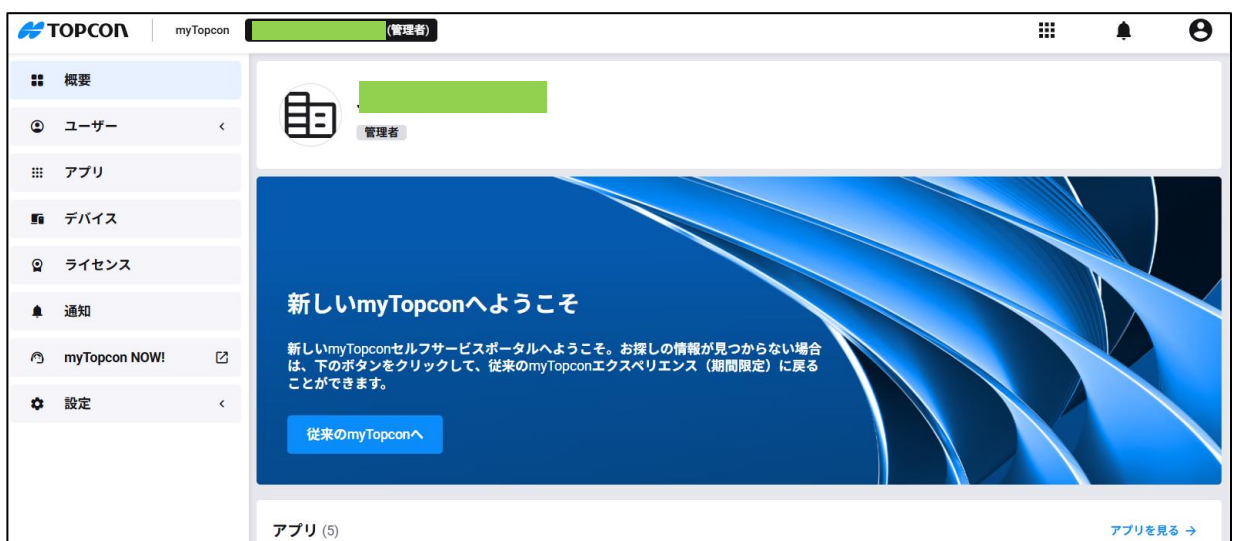 TOPCON myTopcon (管理者)
概要
ユーザー
アプリ
デバイス
ライセンス
通知
myTopcon NOW!
設定
管理者
新しいmyTopconへようこそ
新しいmyTopconセルフサービスポータルへようこそ。お探しの情報が見つからない場合
は、下のボタンをクリックして、従来のmyTopconエクスペリエンス（期間限定）に戻る
ことができます。
従来のmyTopconへ
アプリ (5) アプリを見る →